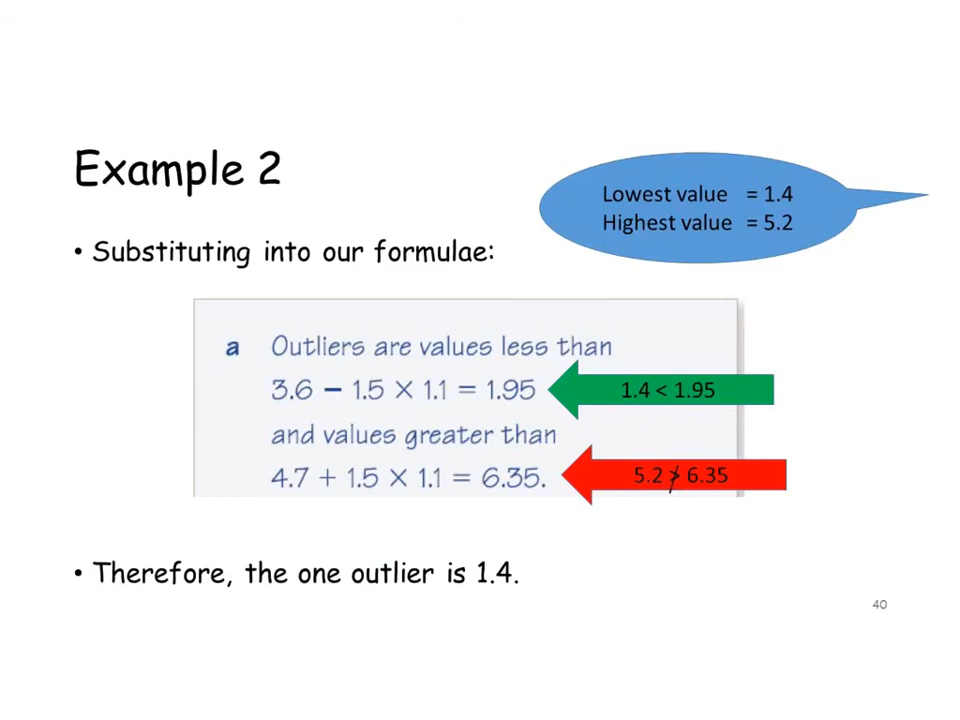 Example 2
Lowest value = 1.4
Highest value = 5.2
• Substituting into our formulae:
a Outliers are values less than
3.6 − 1.5 × 1.1 = 1.95
1.4 < 1.95
and values greater than
4.7 + 1.5 × 1.1 = 6.35.
5.2 ≯ 6.35
• Therefore, the one outlier is 1.4.
40